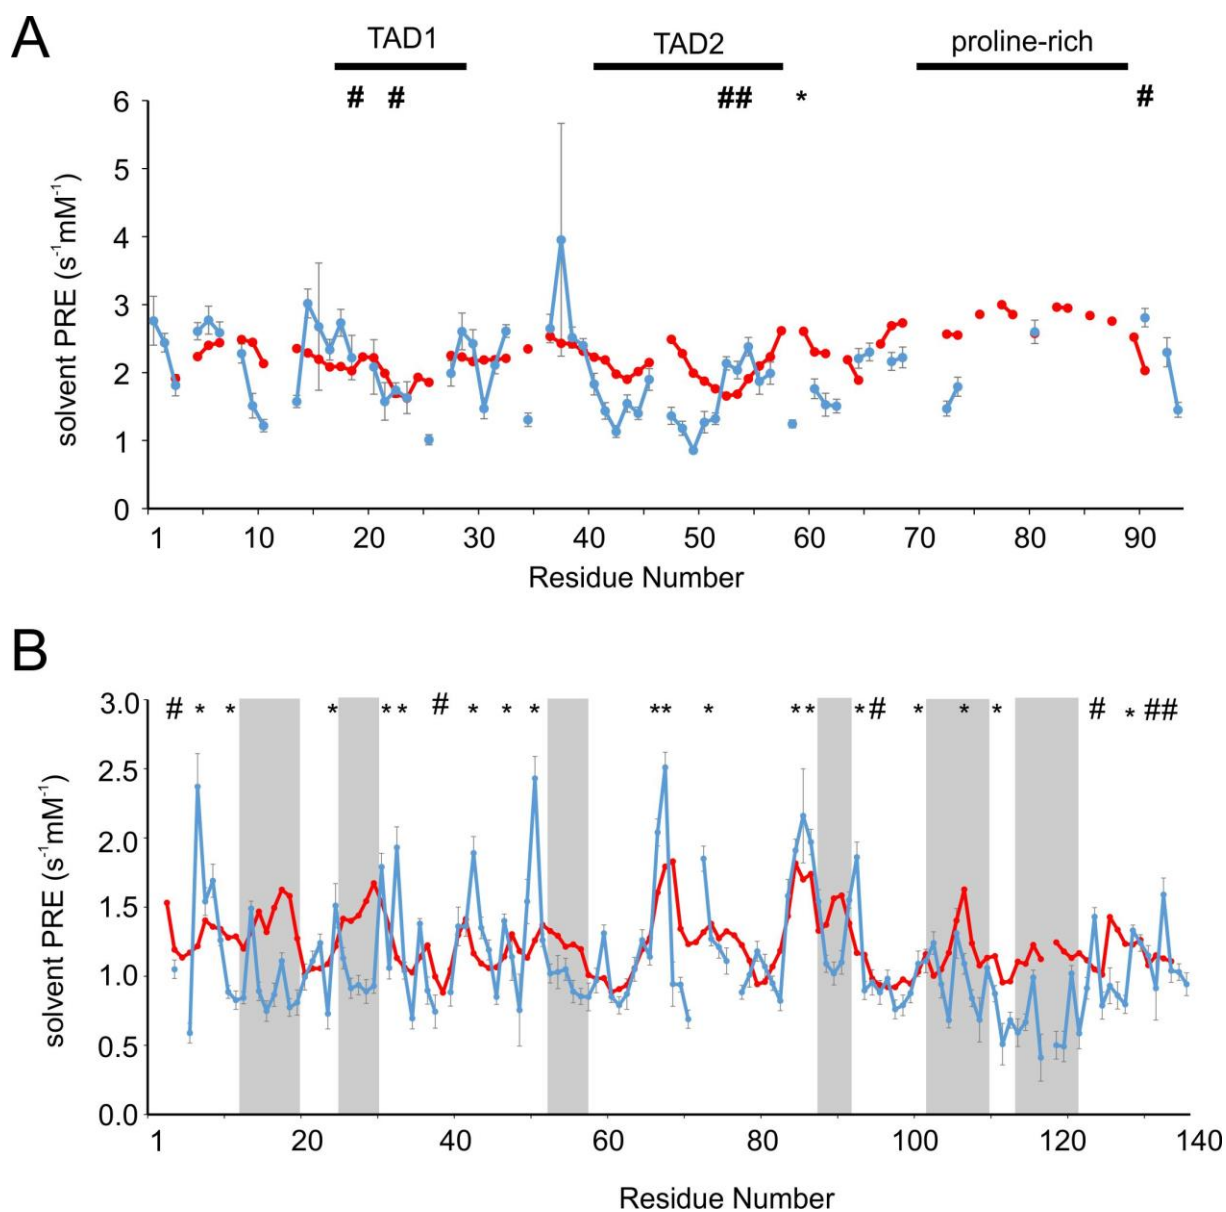 A
TAD1
TAD2
proline-rich
# # ## * #
6
5
4
3
2
1
0
solvent PRE (s⁻¹mM⁻¹)
1 10 20 30 40 50 60 70 80 90
Residue Number
B
3.0
# * * * * * # * * * ** * ** * # * * * # * ##
2.5
2.0
1.5
1.0
0.5
0.0
solvent PRE (s⁻¹mM⁻¹)
1 20 40 60 80 100 120 140
Residue Number